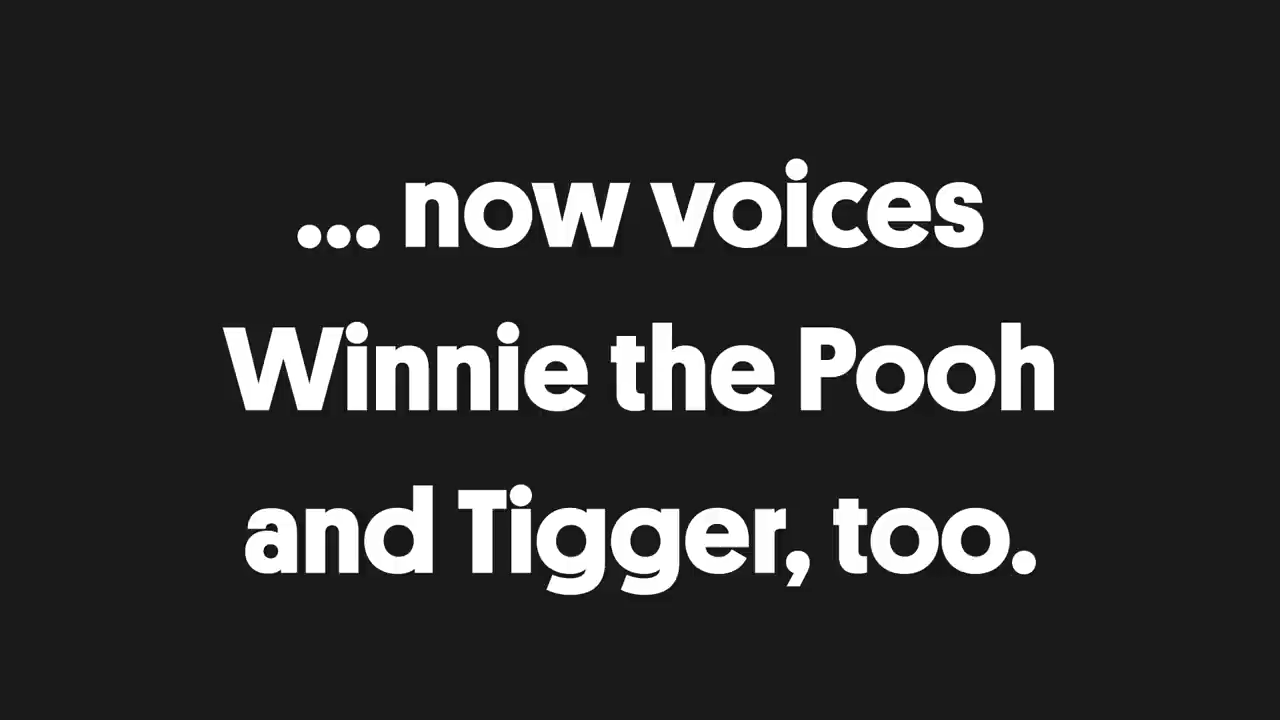 ... now voices
Winnie the Pooh
and Tigger, too.